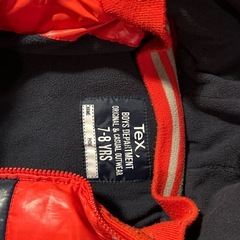 Tex
BOYS DEPARTMENT
ORIGINAL & CASUAL OUTWEAR
7-8 YRS